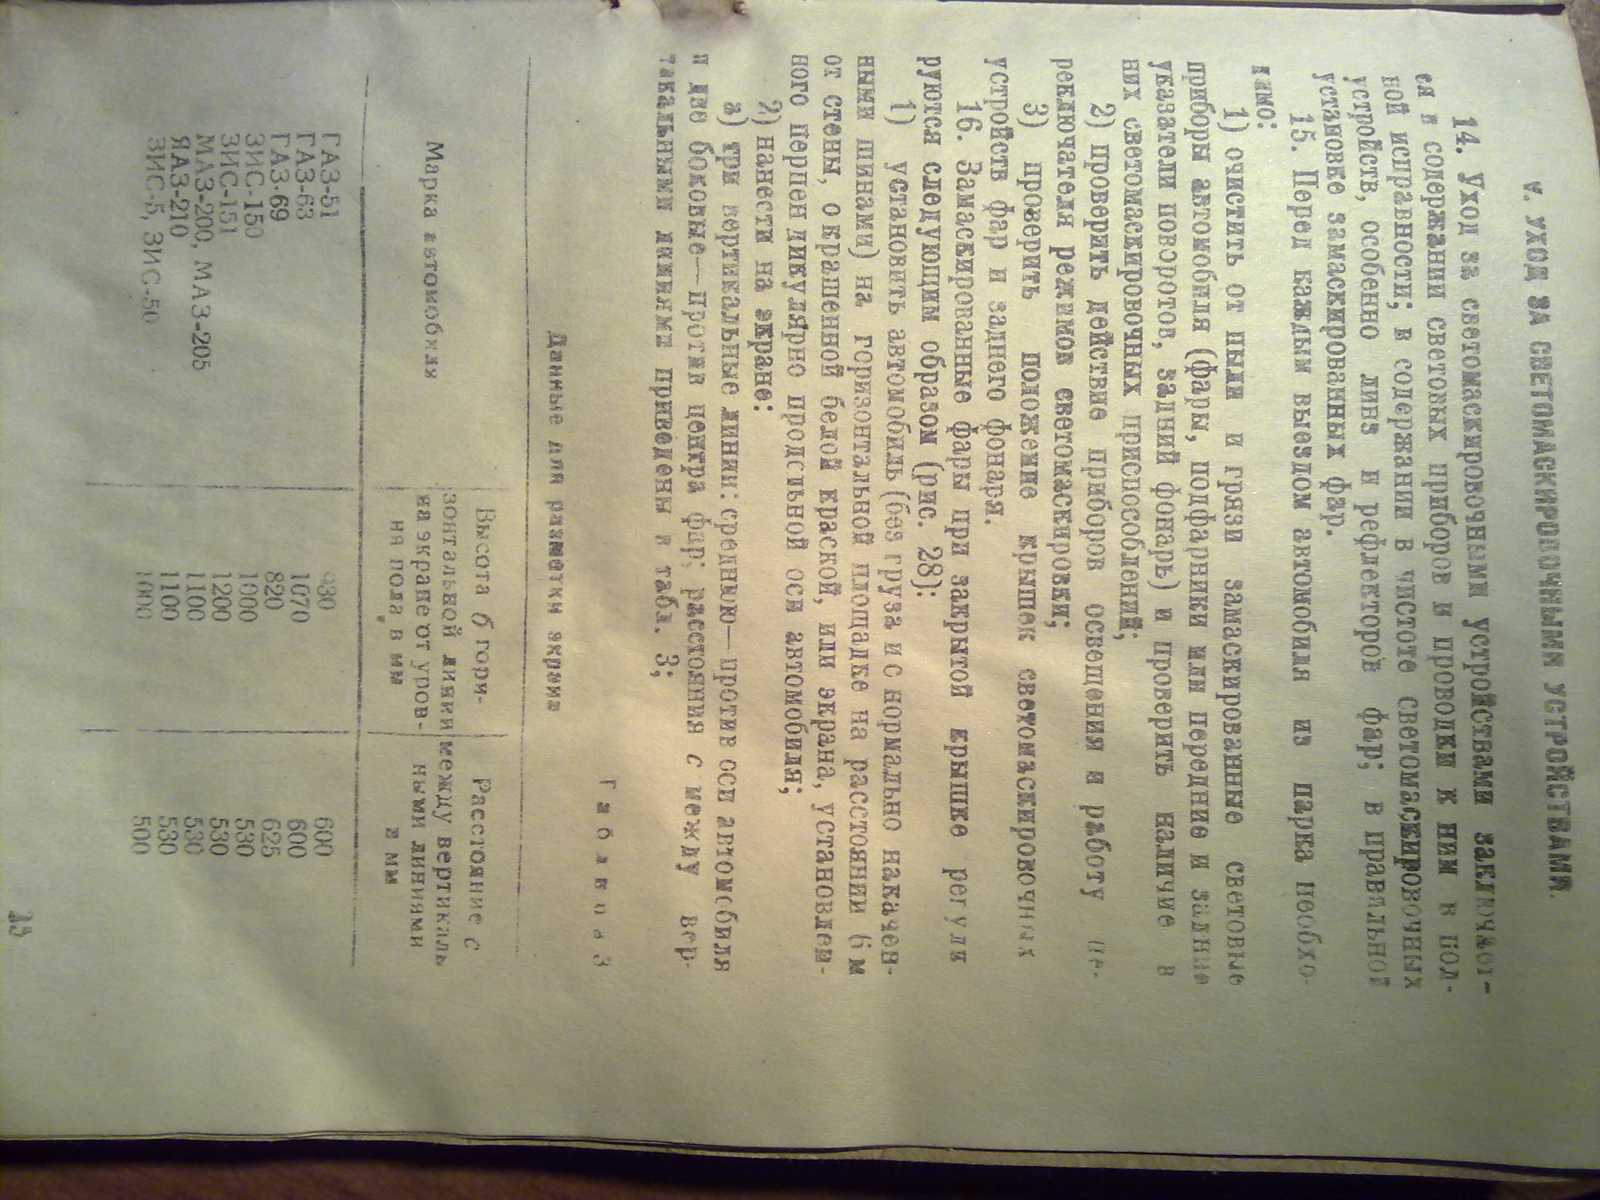 V. УХОД ЗА СВЕТОМАСКИРОВОЧНЫМИ УСТРОЙСТВАМИ.
14. Уход за светомаскировочными устройствами заключает-
ся в содержании световых приборов и проводки к ним в пол-
ной исправности; в содержании в чистоте светомаскировочных
устройств, особенно линз и рефлекторов фар; в правильной
установке замаскированных фар.
15. Перед каждым выездом автомобиля из парка необхо-
димо:
1) очистить от пыли и грязи замаскированные световые
приборы автомобиля (фары, подфарники или передние и задние
указатели поворотов, задний фонарь) и проверить наличие в
них светомаскировочных приспособлений;
2) проверить действие приборов освещения и работу пе-
реключателя режимов светомаскировки;
3) проверить положение крышек светомаскировочных
устройств фар и заднего фонаря.
16. Замаскированные фары при закрытой крышке регули
руются следующим образом (рис. 28):
1) установить автомобиль (без груза и с нормально накачен-
ными шинами) на горизонтальной площадке на расстоянии 6 м
от стены, окрашенной белой краской, или экрана, установлен-
ного перпендикулярно продольной оси автомобиля;
2) нанести на экране:
а) три вертикальные линии: среднюю—против оси автомобиля
и две боковые—против центра фар; расстояния с между вер-
тикальными линиями приведены в табл. 3;
Таблица 3
Данные для разметки экрана
Марка автомобиля | Высота б гори- | Расстояние с
зонтальной линии | между вертикаль
на экране от уров- | ными линиями
ня пола в мм | в мм
ГАЗ-51 930 600
ГАЗ-63 1070 600
ГАЗ-69 820 625
ЗИС-150 1000 530
ЗИС-151 1200 530
МАЗ-200, МАЗ-205 1100 530
ЯАЗ-210 1100 530
ЗИС-5, ЗИС-50 1000 500
15